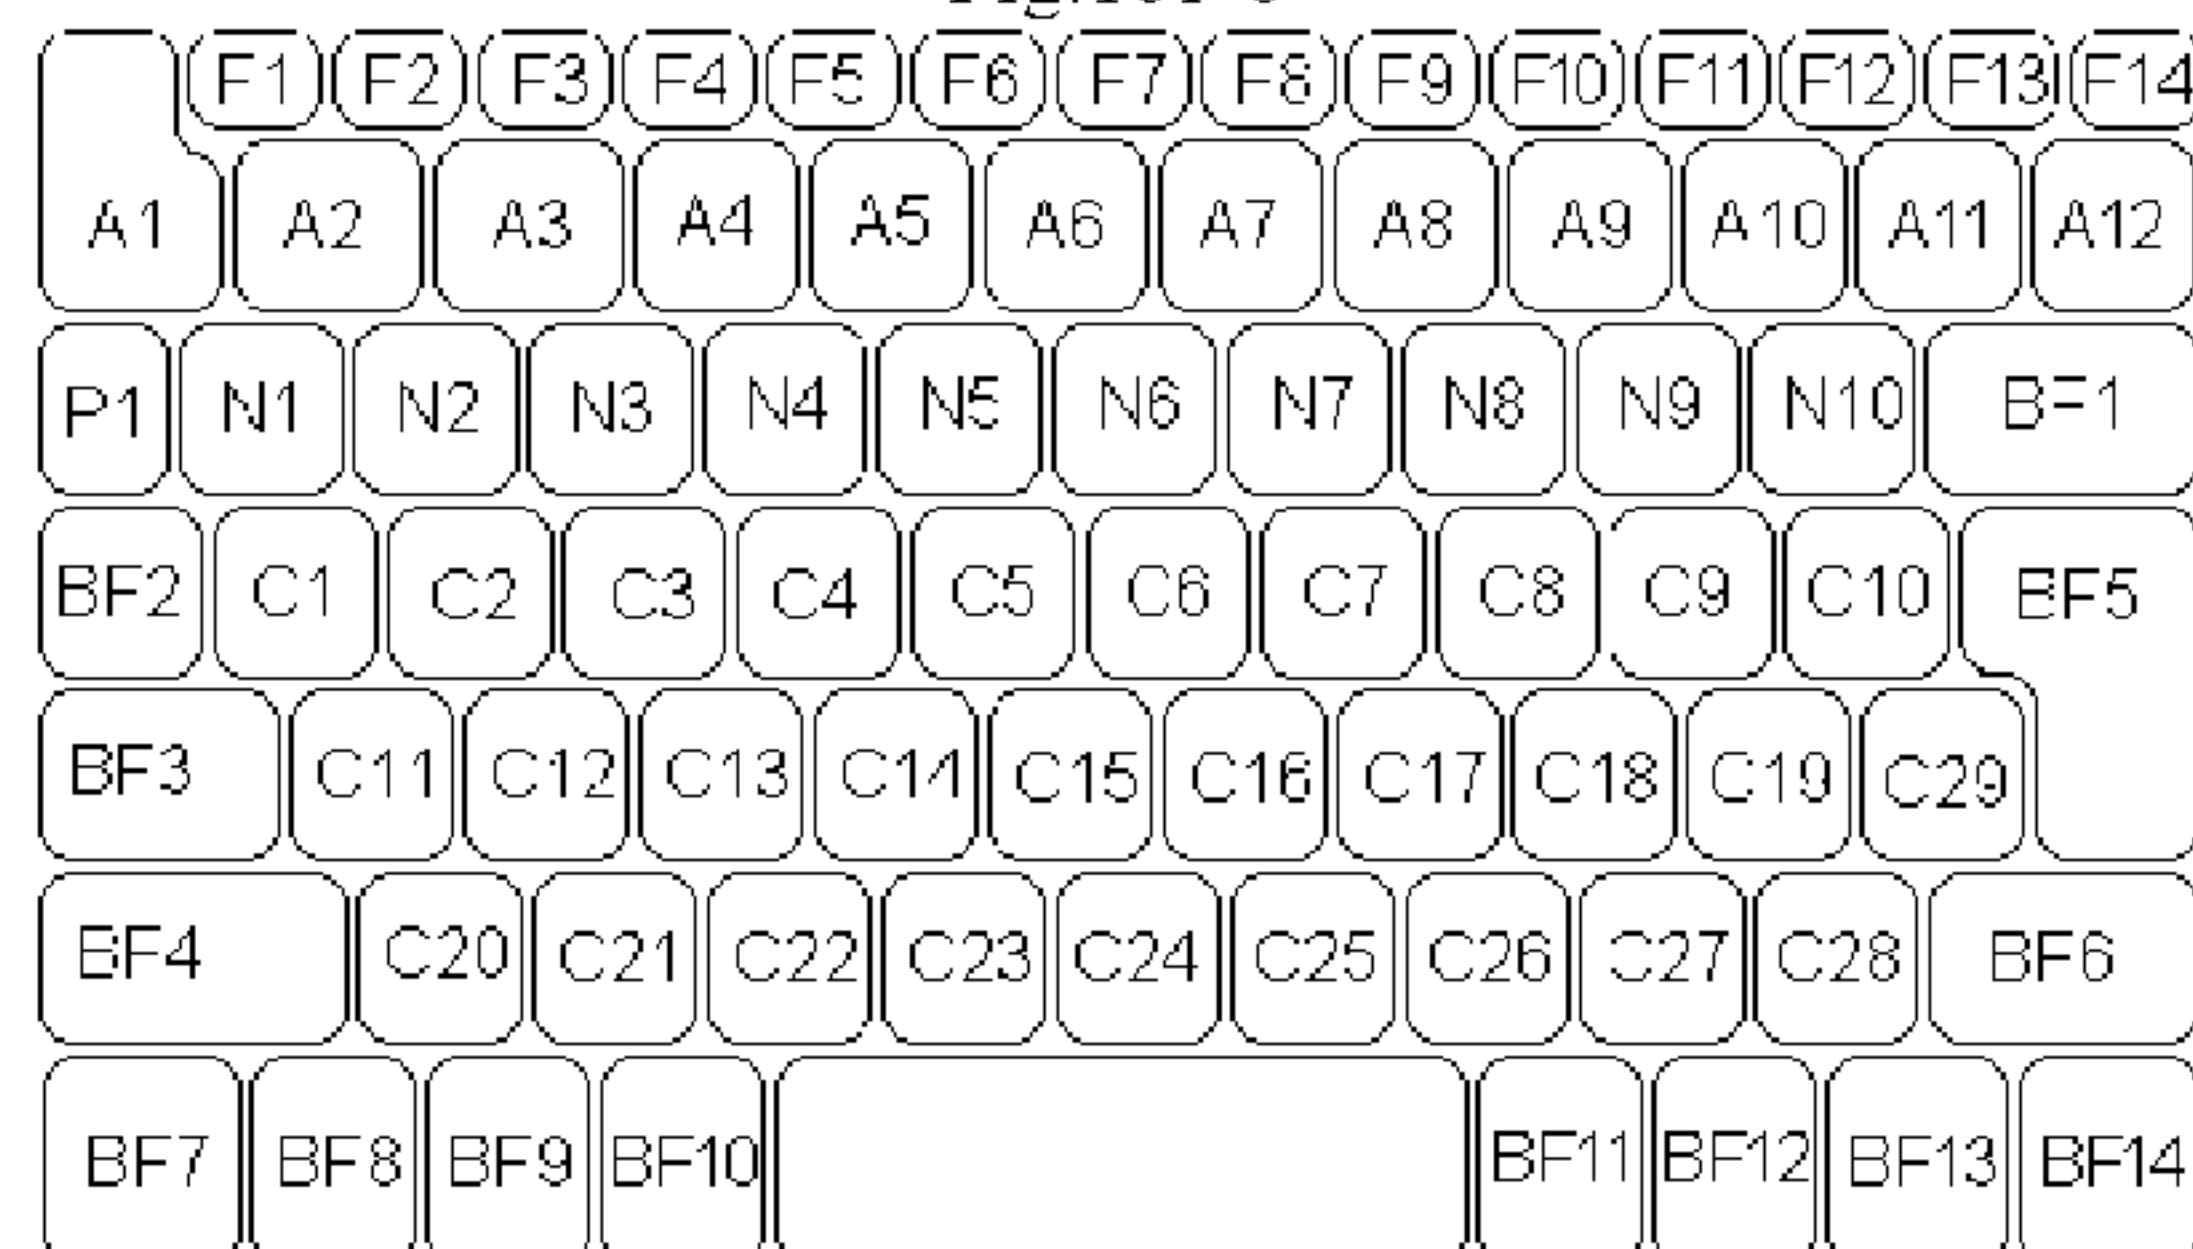 F1 F2 F3 F4 F5 F6 F7 F8 F9 F10 F11 F12 F13 F14
A1 A2 A3 A4 A5 A6 A7 A8 A9 A10 A11 A12
P1 N1 N2 N3 N4 N5 N6 N7 N8 N9 N10 BF1
BF2 C1 C2 C3 C4 C5 C6 C7 C8 C9 C10 BF5
BF3 C11 C12 C13 C14 C15 C16 C17 C18 C19 C29
BF4 C20 C21 C22 C23 C24 C25 C26 C27 C28 BF6
BF7 BF8 BF9 BF10 BF11 BF12 BF13 BF14